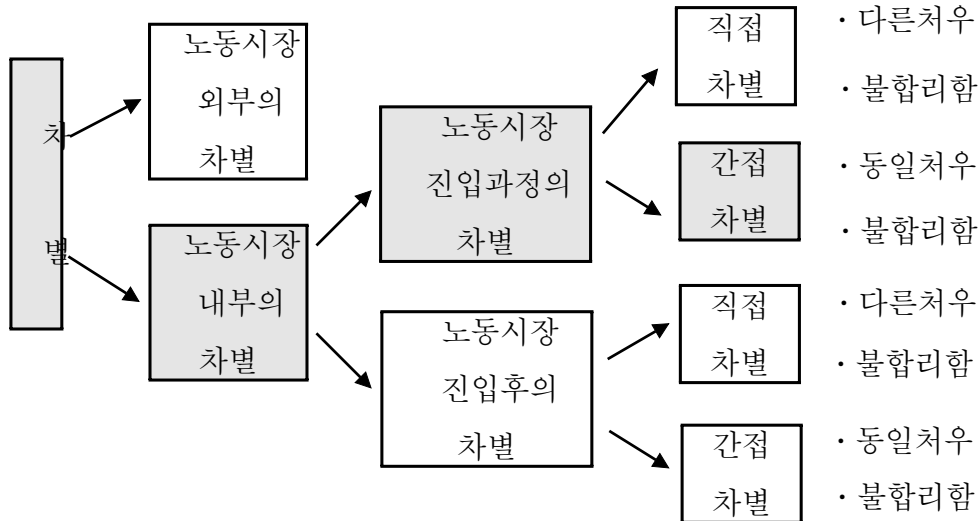 차
별
노동시장
외부의
차별
노동시장
내부의
차별
노동시장
진입과정의
차별
노동시장
진입후의
차별
직접
차별
· 다른처우
· 불합리함
간접
차별
· 동일처우
· 불합리함
직접
차별
· 다른처우
· 불합리함
간접
차별
· 동일처우
· 불합리함